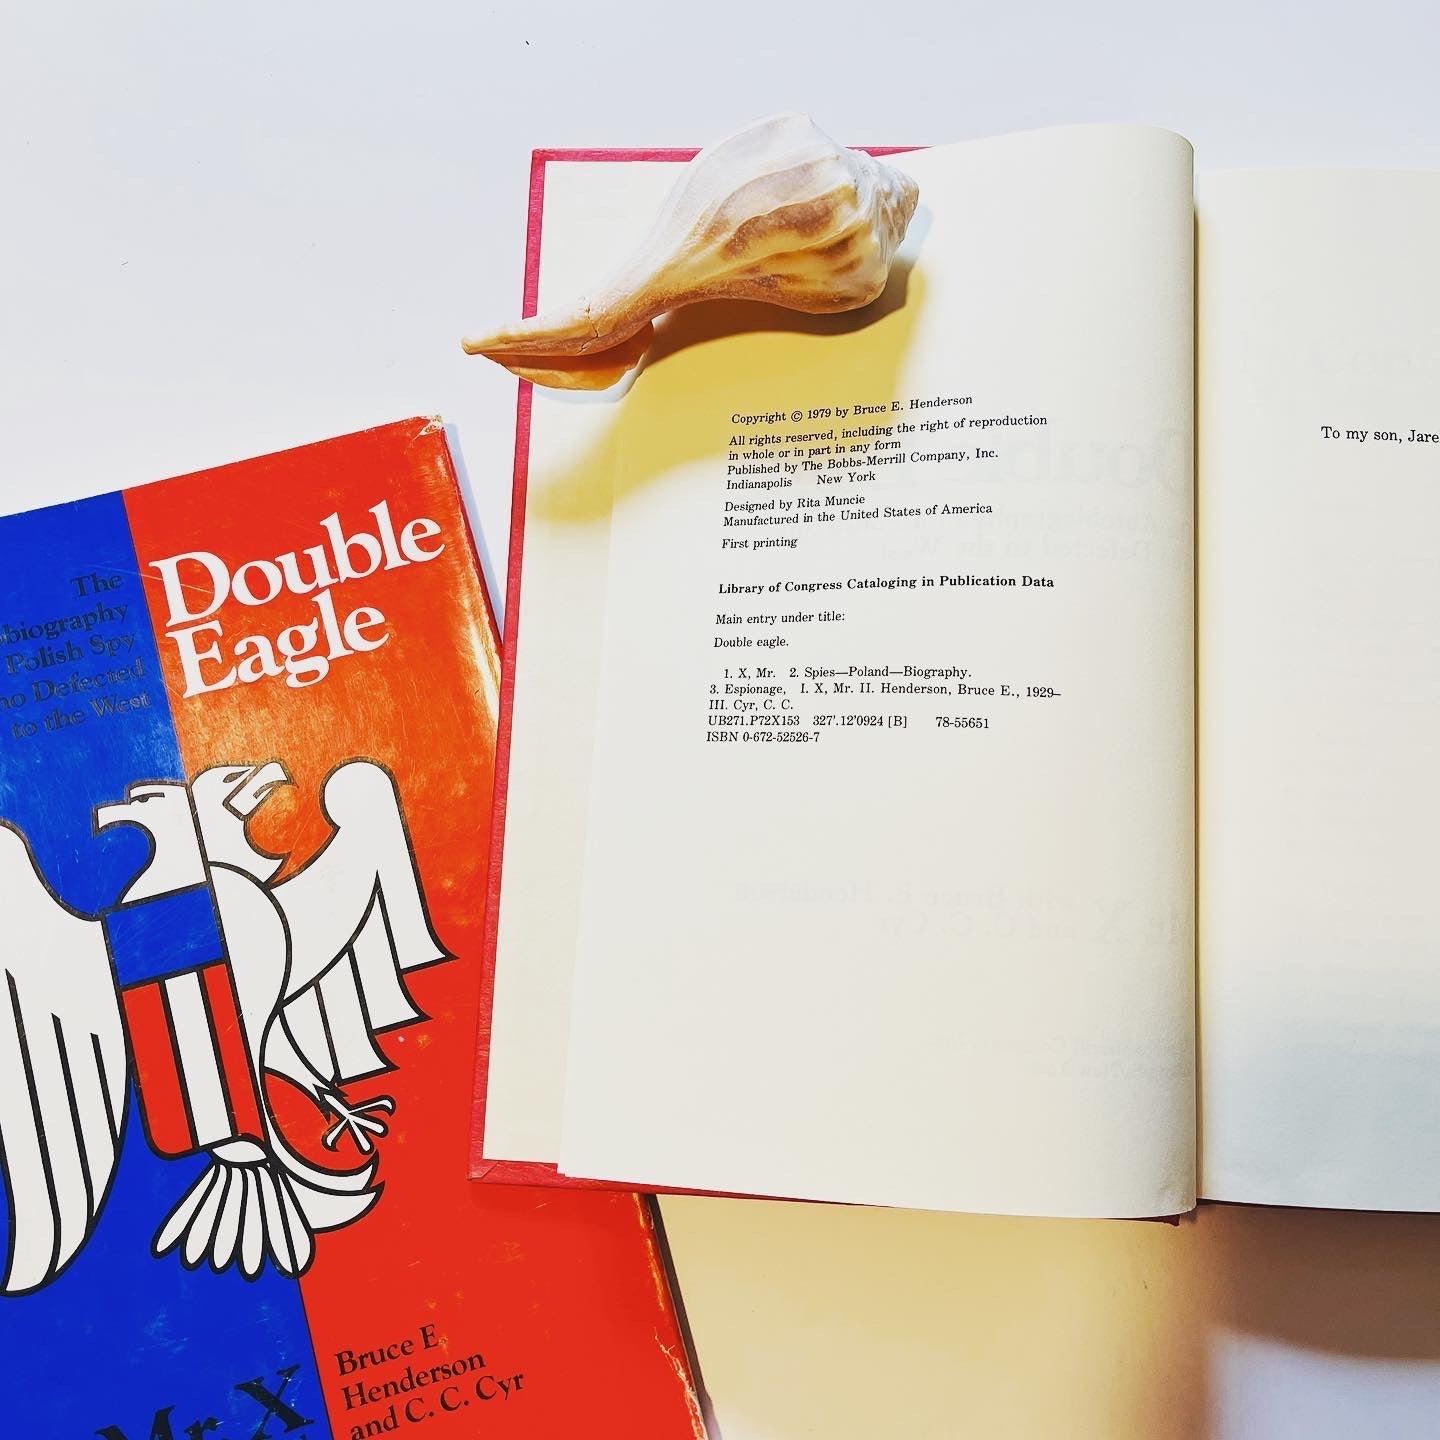 The
Polish Spy
Defected
to the West
Double
Eagle
Mr. X
Bruce E.
Henderson
and C. C. Cyr
Copyright © 1979 by Bruce E. Henderson
All rights reserved, including the right of reproduction
in whole or in part in any form
Published by The Bobbs-Merrill Company, Inc.
Indianapolis New York
Designed by Rita Muncie
Manufactured in the United States of America
First printing
Library of Congress Cataloging in Publication Data
Main entry under title:
Double eagle.
1. X, Mr. 2. Spies—Poland—Biography.
3. Espionage, I. X, Mr. II. Henderson, Bruce E., 1929–
III. Cyr, C. C.
UB271.P72X153 327'.12'0924 [B] 78-55651
ISBN 0-672-52526-7
To my son, Jare